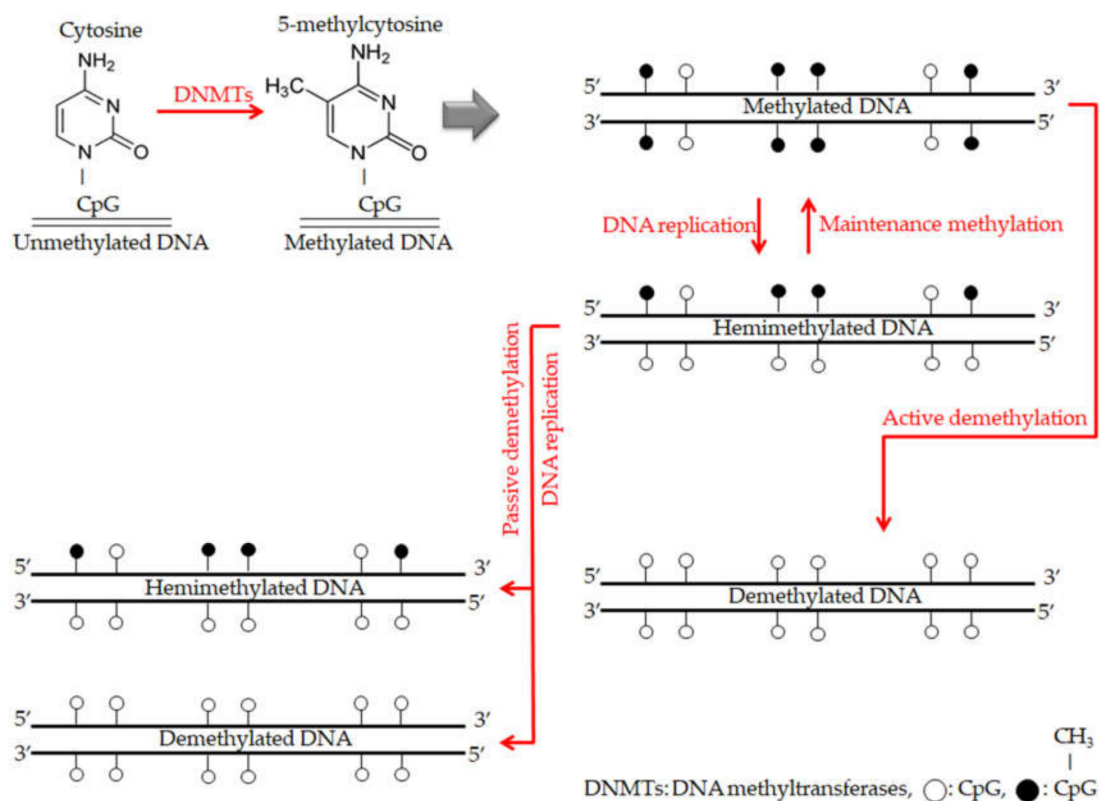 Cytosine
NH₂
N
N
O
CpG
Unmethylated DNA
DNMTs
5-methylcytosine
NH₂
H₃C
N
N
O
CpG
Methylated DNA
5′ 3′
Methylated DNA
3′ 5′
DNA replication
Maintenance methylation
5′ 3′
Hemimethylated DNA
3′ 5′
Active demethylation
Passive demethylation
DNA replication
5′ 3′
Demethylated DNA
3′ 5′
5′ 3′
Hemimethylated DNA
3′ 5′
5′ 3′
Demethylated DNA
3′ 5′
CH₃
DNMTs: DNA methyltransferases, : CpG, : CpG